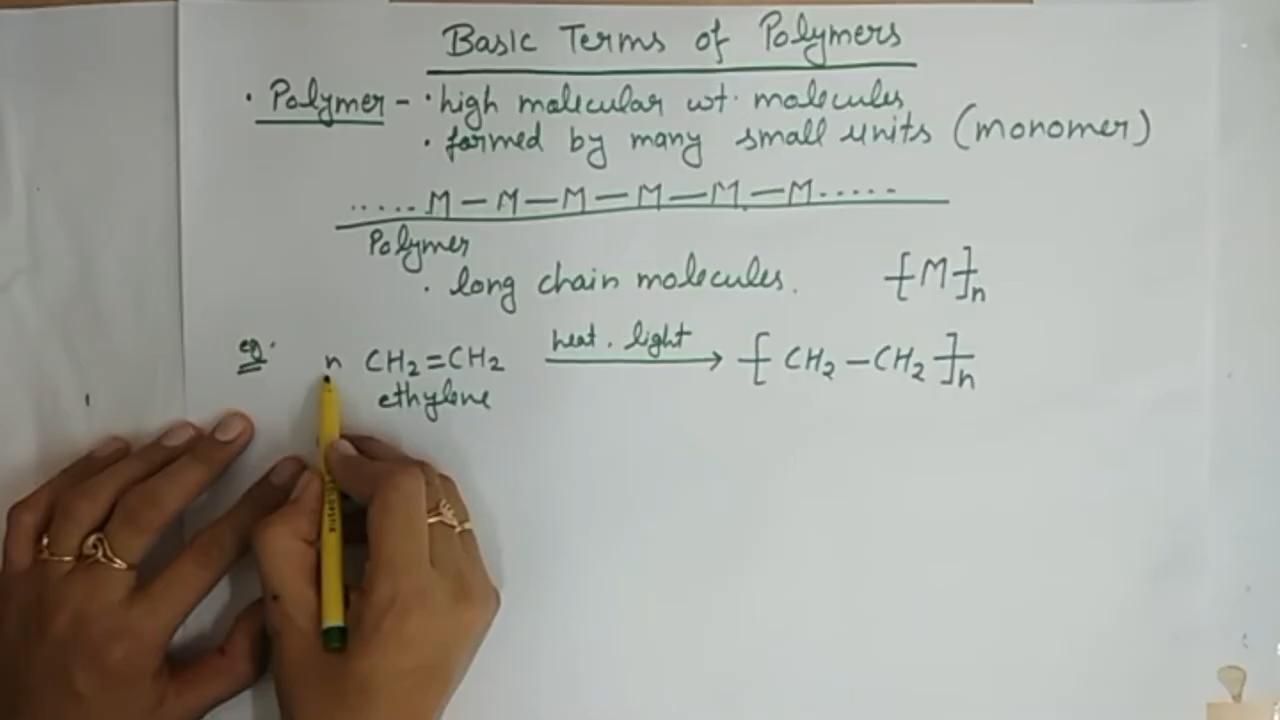 Basic Terms of Polymers
· Polymer - · high molecular wt. molecules
· formed by many small units (monomer)
.....M-M-M-M-M-M.....
Polymer
· long chain molecules. [M]n
eg. n CH2=CH2 heat. light → [CH2-CH2]n
ethylene